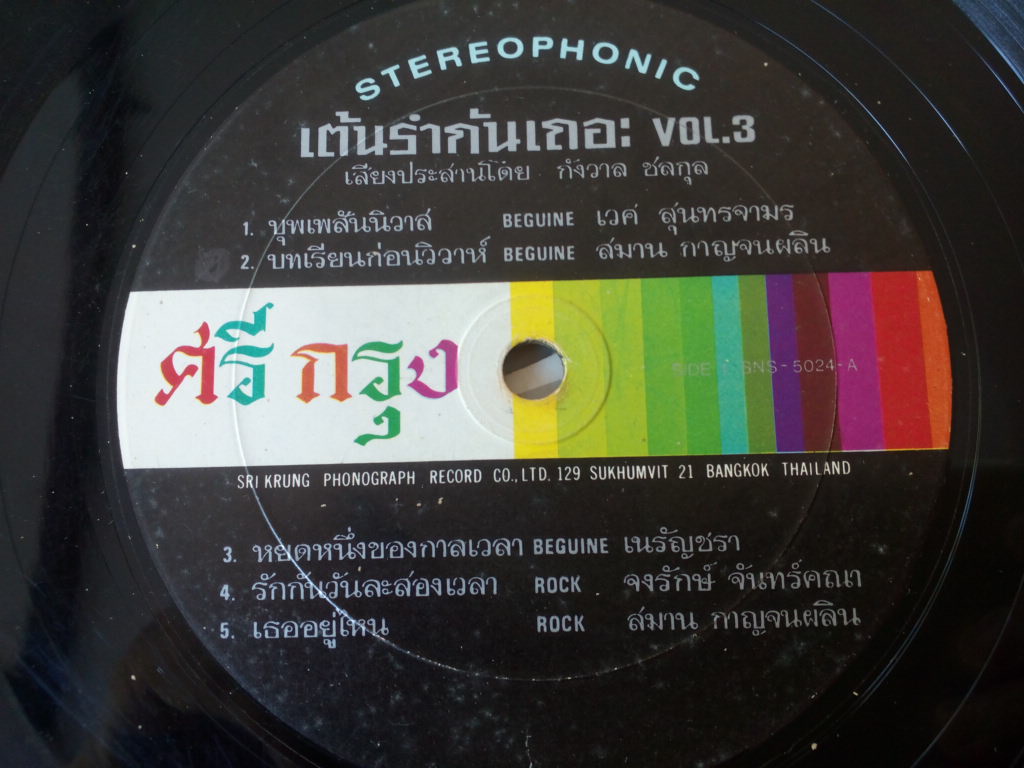 STEREOPHONIC
เต้นรำกันเถอะ VOL.3
เสียงประสานโดย กังวาล ชลกุล
1. บุพเพสันนิวาส BEGUINE เวศ สุนทรจามร
2. บทเรียนก่อนวิวาห์ BEGUINE สมาน กาญจนผลิน
ศรี กรุง
SIDE 1 SNS-5024-A
SRI KRUNG PHONOGRAPH RECORD CO.,LTD. 129 SUKHUMVIT 21 BANGKOK THAILAND
3. หยดหนึ่งของกาลเวลา BEGUINE เนรัญชรา
4. รักกันวันละสองเวลา ROCK จงรักษ์ จันทร์คณา
5. เธออยู่ไหน ROCK สมาน กาญจนผลิน